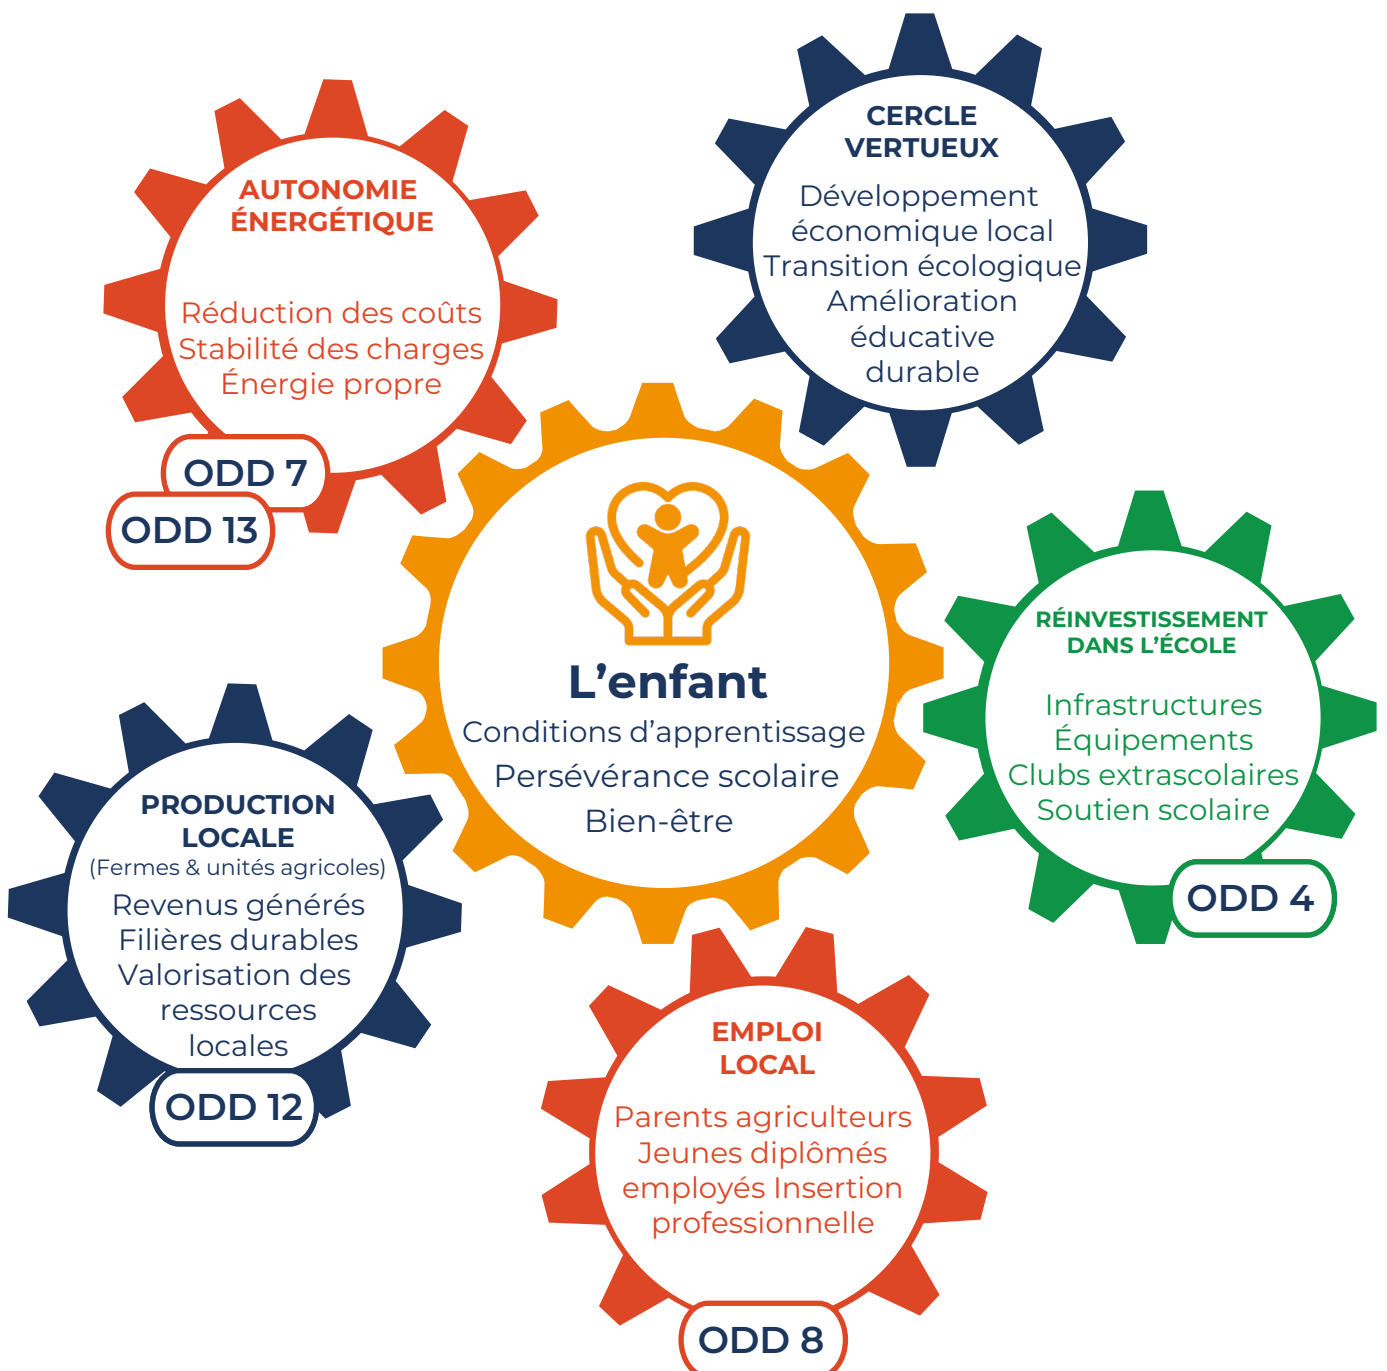 CERCLE
VERTUEUX
Développement
économique local
Transition écologique
Amélioration
éducative
durable
AUTONOMIE
ÉNERGÉTIQUE
Réduction des coûts
Stabilité des charges
Énergie propre
ODD 7
ODD 13
L’enfant
Conditions d’apprentissage
Persévérance scolaire
Bien-être
RÉINVESTISSEMENT
DANS L’ÉCOLE
Infrastructures
Équipements
Clubs extrascolaires
Soutien scolaire
ODD 4
PRODUCTION
LOCALE
(Fermes & unités agricoles)
Revenus générés
Filières durables
Valorisation des
ressources
locales
ODD 12
EMPLOI
LOCAL
Parents agriculteurs
Jeunes diplômés
employés Insertion
professionnelle
ODD 8